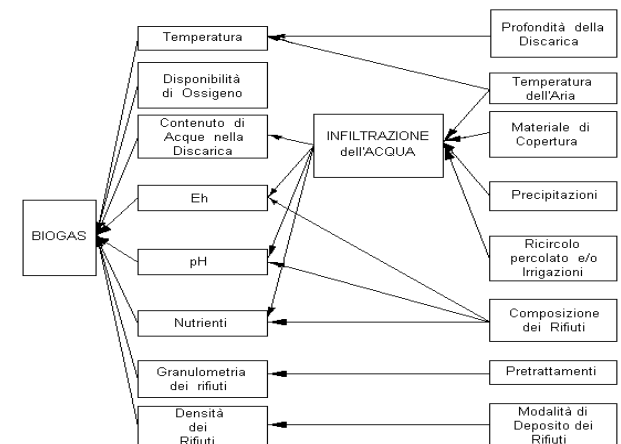 BIOGAS
Temperatura
Disponibilità
di Ossigeno
Contenuto di
Acque nella
Discarica
Eh
pH
Nutrienti
Granulometria
dei rifiuti
Densità
dei
Rifiuti
INFILTRAZIONE
dell'ACQUA
Profondità della
Discarica
Temperatura
dell'Aria
Materiale di
Copertura
Precipitazioni
Ricircolo
percolato e/o
Irrigazioni
Composizione
dei Rifiuti
Pretrattamenti
Modalità di
Deposito dei
Rifiuti